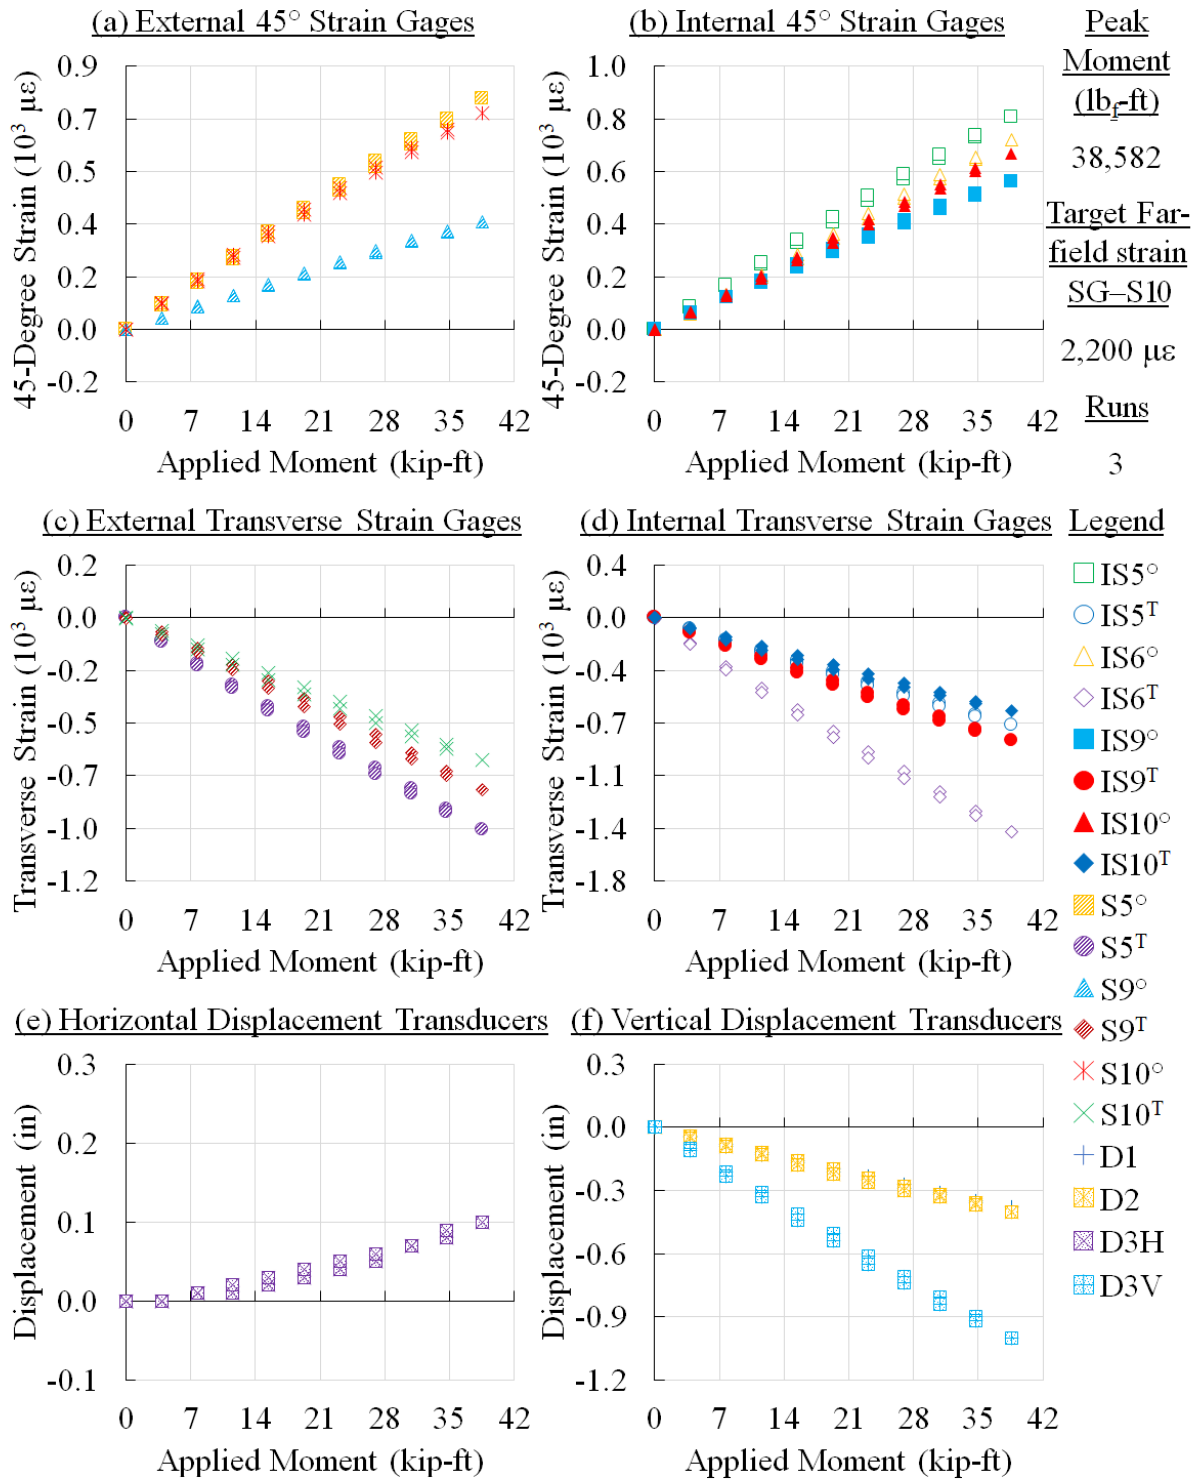 (a) External 45° Strain Gages
45-Degree Strain (10³ µε)
0.9
0.7
0.5
0.4
0.2
0.0
-0.2
0 7 14 21 28 35 42
Applied Moment (kip-ft)
(b) Internal 45° Strain Gages
45-Degree Strain (10³ µε)
1.0
0.8
0.6
0.4
0.2
0.0
-0.2
0 7 14 21 28 35 42
Applied Moment (kip-ft)
Peak
Moment
(lb_f-ft)
38,582
Target Far-
field strain
SG–S10
2,200 µε
Runs
3
(c) External Transverse Strain Gages
Transverse Strain (10³ µε)
0.2
0.0
-0.2
-0.5
-0.7
-1.0
-1.2
0 7 14 21 28 35 42
Applied Moment (kip-ft)
(d) Internal Transverse Strain Gages
Transverse Strain (10³ µε)
0.4
0.0
-0.4
-0.7
-1.1
-1.4
-1.8
0 7 14 21 28 35 42
Applied Moment (kip-ft)
Legend
IS5°
IS5ᵀ
IS6°
IS6ᵀ
IS9°
IS9ᵀ
IS10°
IS10ᵀ
S5°
S5ᵀ
S9°
S9ᵀ
S10°
S10ᵀ
D1
D2
D3H
D3V
(e) Horizontal Displacement Transducers
Displacement (in)
0.3
0.2
0.1
0.0
-0.1
0 7 14 21 28 35 42
Applied Moment (kip-ft)
(f) Vertical Displacement Transducers
Displacement (in)
0.3
0.0
-0.3
-0.6
-0.9
-1.2
0 7 14 21 28 35 42
Applied Moment (kip-ft)